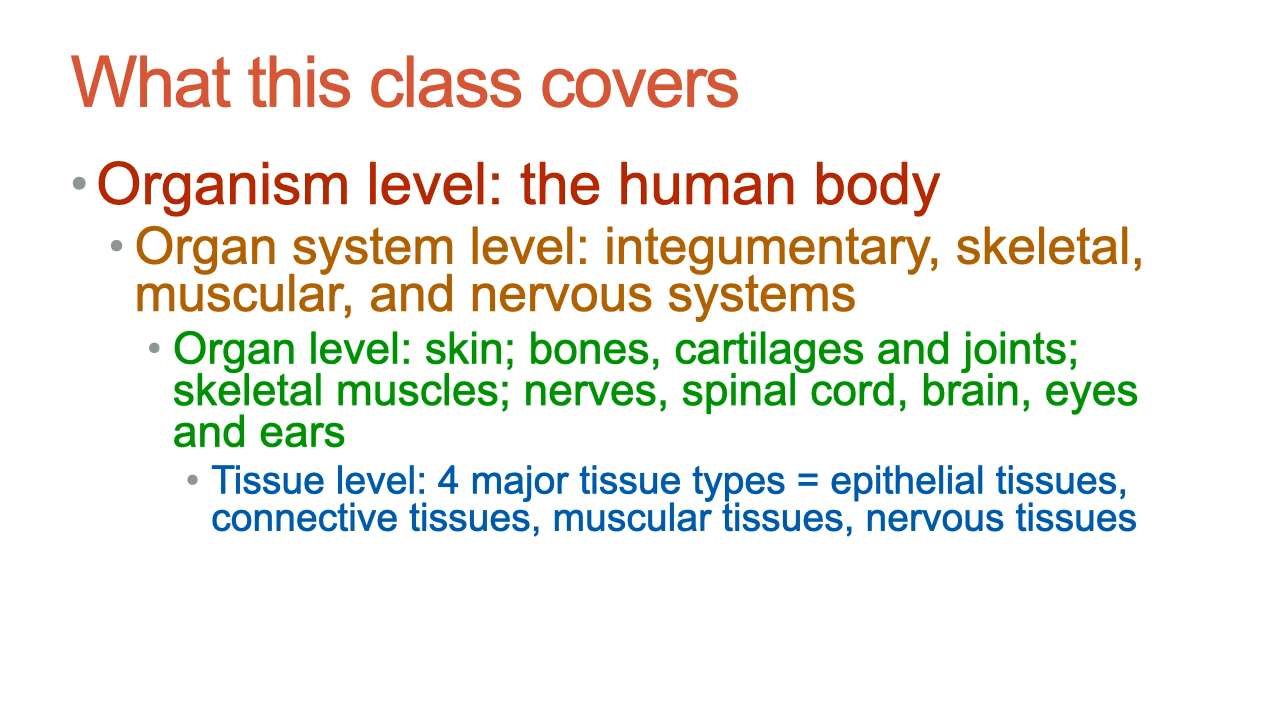 What this class covers
• Organism level: the human body
• Organ system level: integumentary, skeletal,
muscular, and nervous systems
• Organ level: skin; bones, cartilages and joints;
skeletal muscles; nerves, spinal cord, brain, eyes
and ears
• Tissue level: 4 major tissue types = epithelial tissues,
connective tissues, muscular tissues, nervous tissues